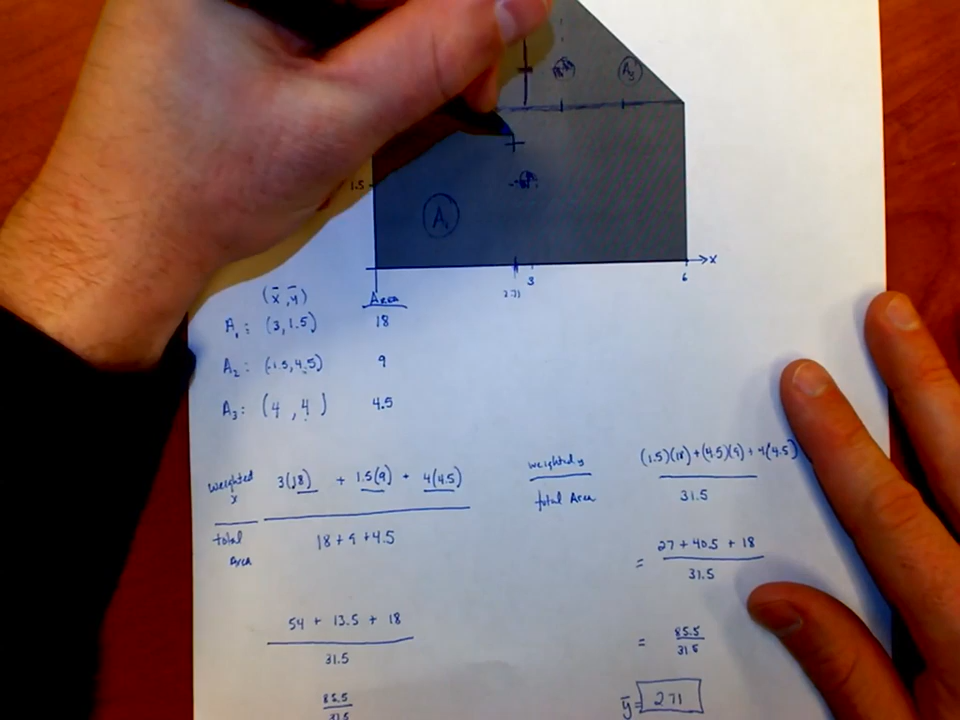 A3
1.5
A1
x
3
6
2.71
(x̄, ȳ) Area
A1: (3, 1.5) 18
A2: (1.5, 4.5) 9
A3: (4, 4) 4.5
weighted x
total Area
3(18) + 1.5(9) + 4(4.5)
18 + 9 + 4.5
54 + 13.5 + 18
31.5
85.5
31.5
weighted y
total Area
(1.5)(18) + (4.5)(9) + 4(4.5)
31.5
= 27 + 40.5 + 18
31.5
= 85.5
31.5
ȳ = 2.71